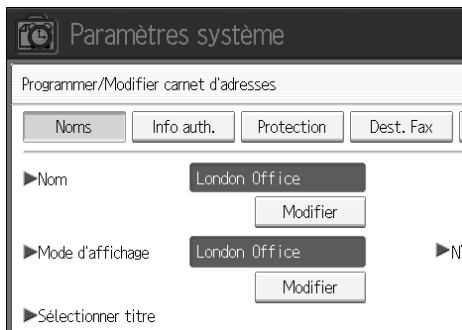 Paramètres système
Programmer/Modifier carnet d'adresses
Noms Info auth. Protection Dest. Fax
▶Nom London Office
Modifier
▶Mode d'affichage London Office ▶N
Modifier
▶Sélectionner titre